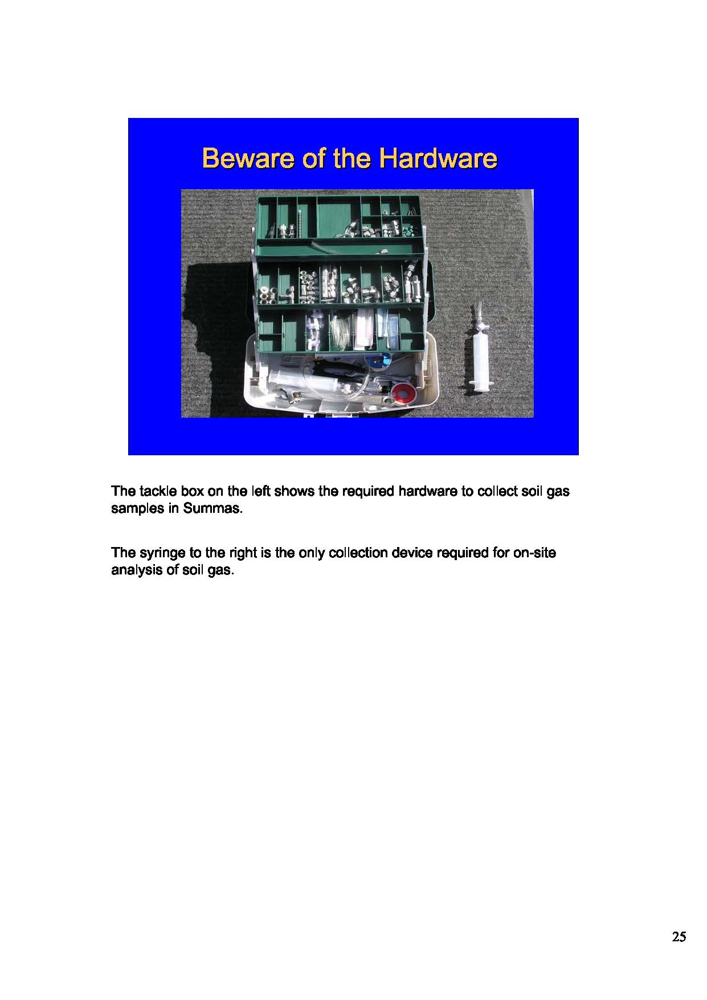 Beware of the Hardware
The tackle box on the left shows the required hardware to collect soil gas
samples in Summas.
The syringe to the right is the only collection device required for on-site
analysis of soil gas.
25